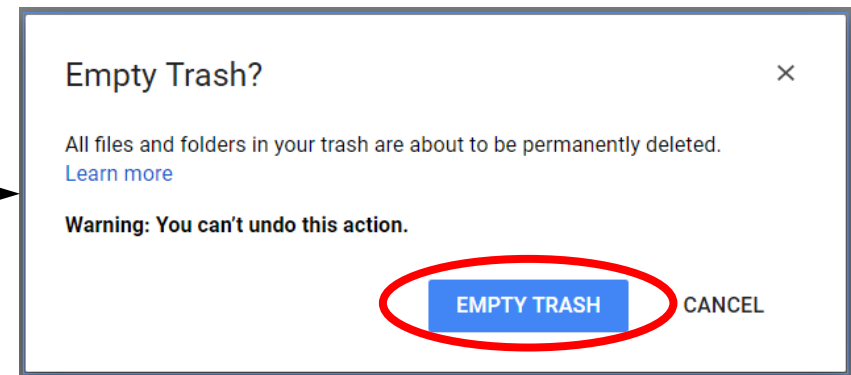 Empty Trash?
All files and folders in your trash are about to be permanently deleted.
Learn more
Warning: You can't undo this action.
EMPTY TRASH CANCEL